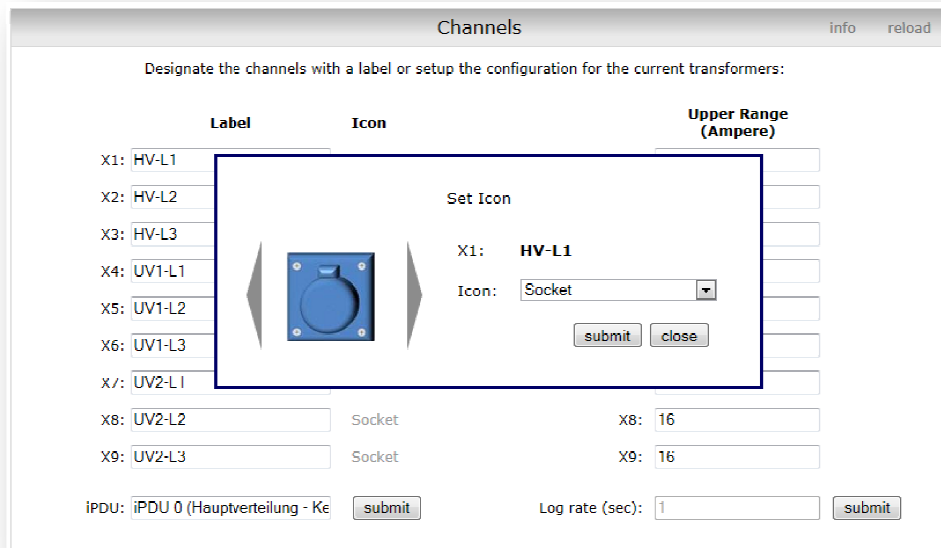 Channels info reload
Designate the channels with a label or setup the configuration for the current transformers:
Label Icon Upper Range
(Ampere)
X1: HV-L1
X2: HV-L2
X3: HV-L3
X4: UV1-L1
X5: UV1-L2
X6: UV1-L3
X7: UV2-L1
Set Icon
X1: HV-L1
Icon: Socket
submit close
X8: UV2-L2 Socket X8: 16
X9: UV2-L3 Socket X9: 16
iPDU: iPDU 0 (Hauptverteilung - Ke submit Log rate (sec): 1 submit